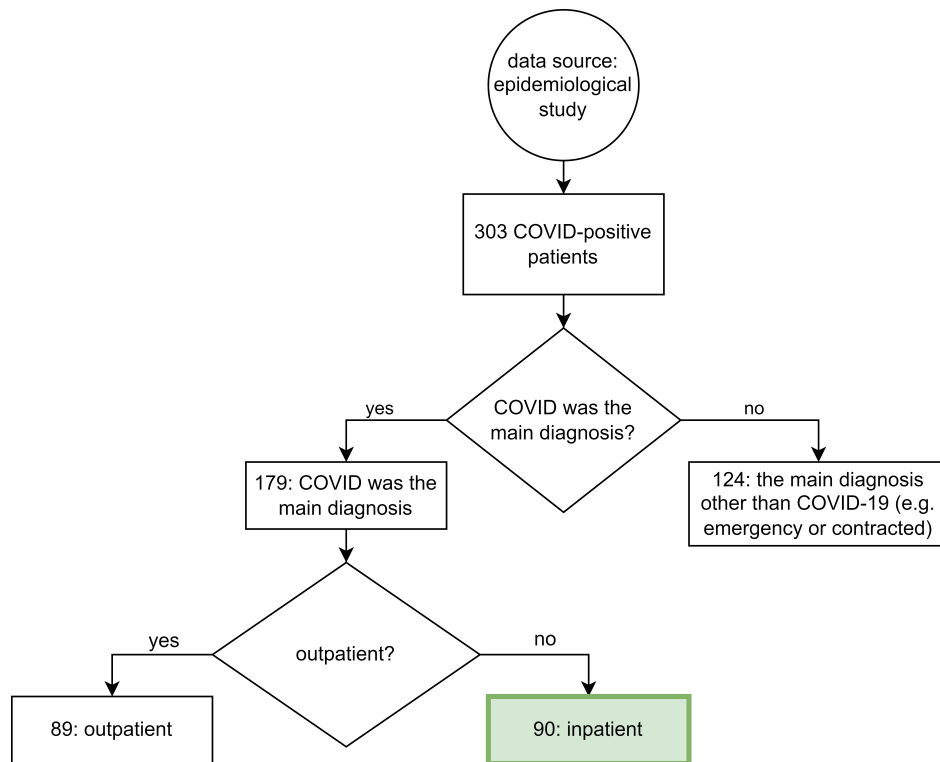 data source:
epidemiological
study
303 COVID-positive
patients
COVID was the
main diagnosis?
yes
no
179: COVID was the
main diagnosis
124: the main diagnosis
other than COVID-19 (e.g.
emergency or contracted)
outpatient?
yes
no
89: outpatient
90: inpatient